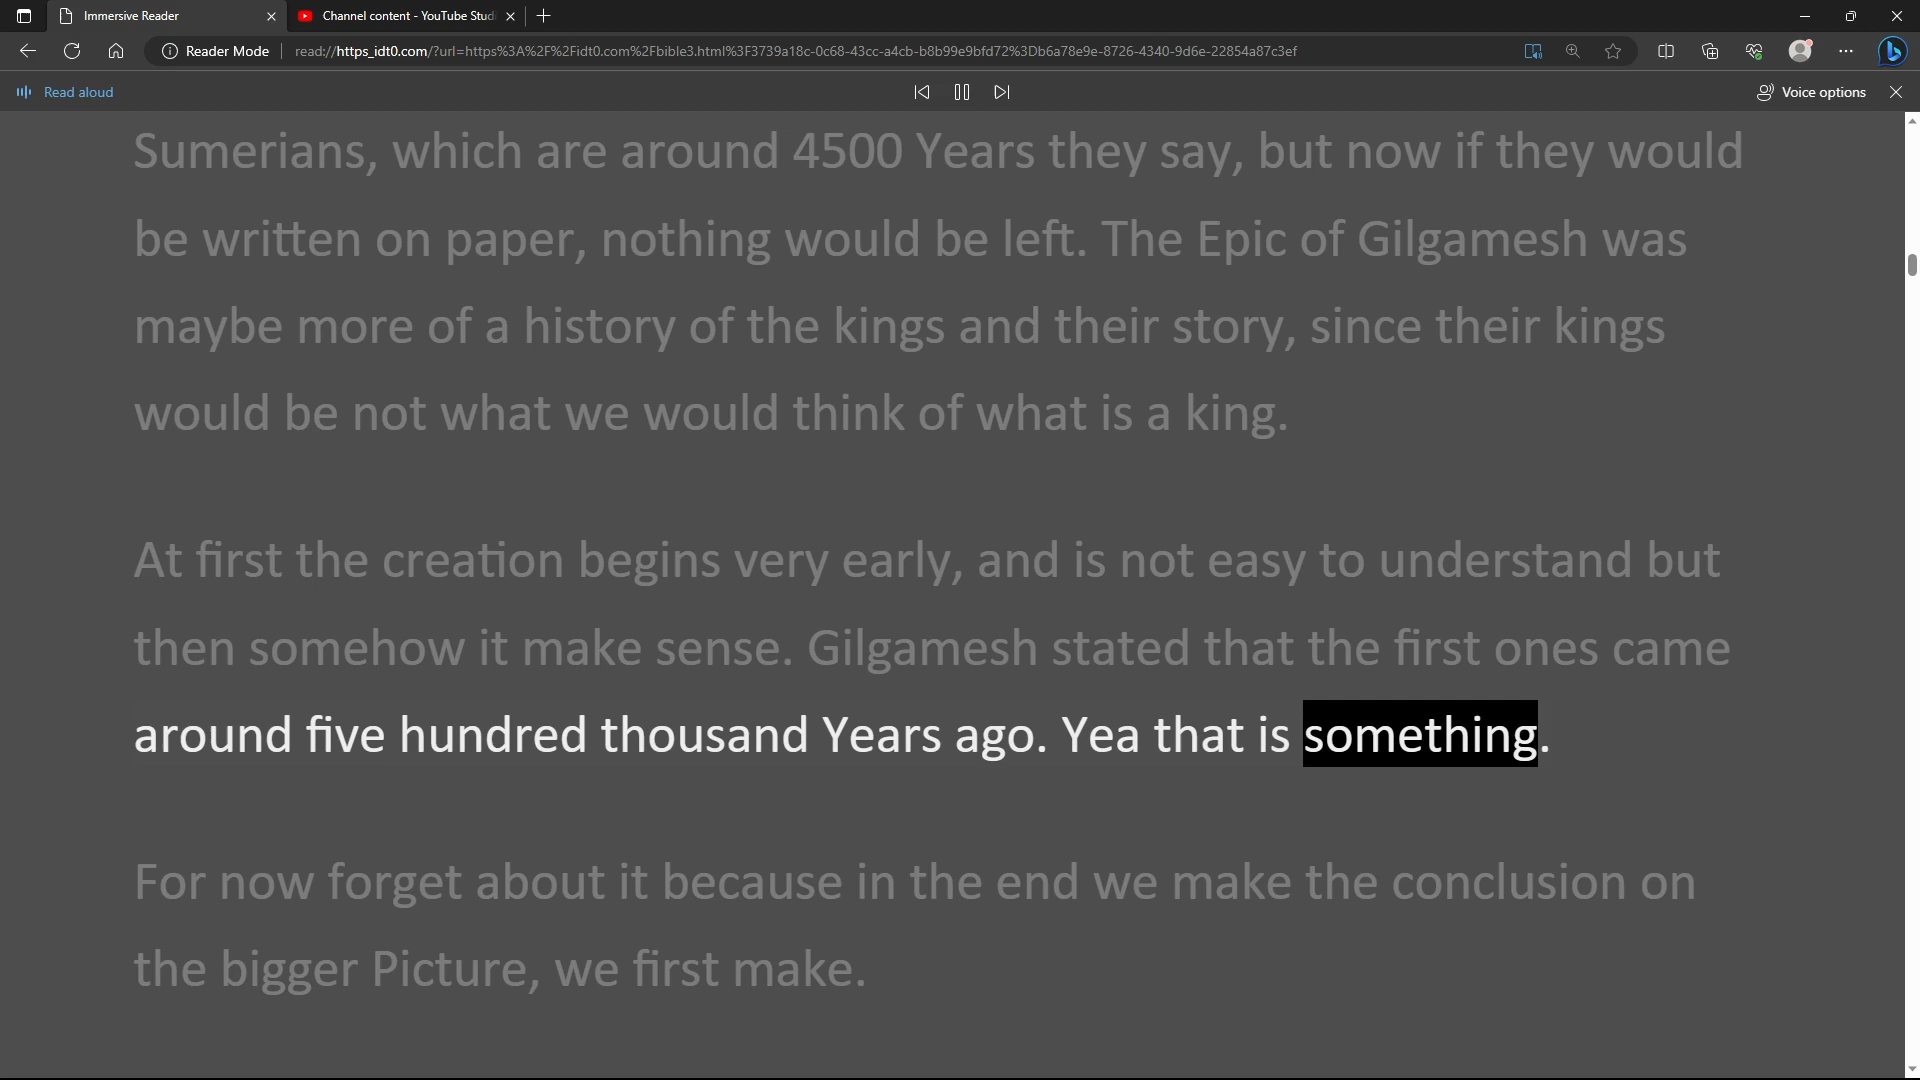 Immersive Reader
Channel content - YouTube Studi
Reader Mode
read://https_idt0.com/?url=https%3A%2F%2Fidt0.com%2Fbible3.html%3F3739a18c-0c68-43cc-a4cb-b8b99e9bfd72%3Db6a78e9e-8726-4340-9d6e-22854a87c3ef
Read aloud
Voice options
Sumerians, which are around 4500 Years they say, but now if they would
be written on paper, nothing would be left. The Epic of Gilgamesh was
maybe more of a history of the kings and their story, since their kings
would be not what we would think of what is a king.
At first the creation begins very early, and is not easy to understand but
then somehow it make sense. Gilgamesh stated that the first ones came
around five hundred thousand Years ago. Yea that is something.
For now forget about it because in the end we make the conclusion on
the bigger Picture, we first make.